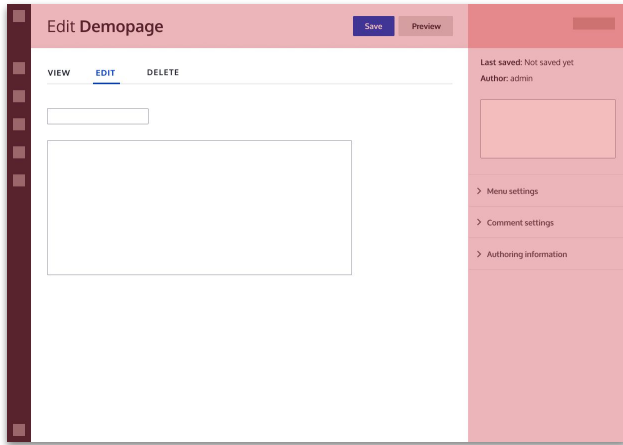 Edit Demopage
Save
Preview
VIEW
EDIT
DELETE
Last saved: Not saved yet
Author: admin
Menu settings
Comment settings
Authoring information